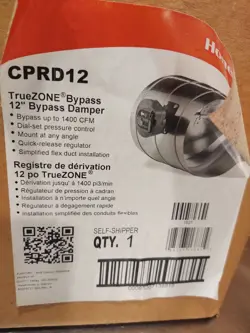 CPRD12
TrueZONE® Bypass
12" Bypass Damper
• Bypass up to 1400 CFM
• Dial-set pressure control
• Mount at any angle
• Quick-release regulator
• Simplified flex duct installation
Registre de dérivation
12 po TrueZONE®
• Dérivation jusqu'à 1400 pi3/min
• Régulateur de pression à cadran
• Installation à n'importe quel angle
• Régulateur à dégagement rapide
• Installation simplifiée des conduits flexibles
SELF-SHIPPER
QTY. 1